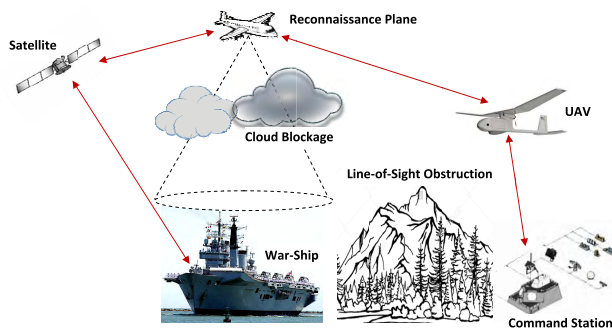 Reconnaissance Plane
Satellite
UAV
Cloud Blockage
Line-of-Sight Obstruction
War-Ship
Command Station